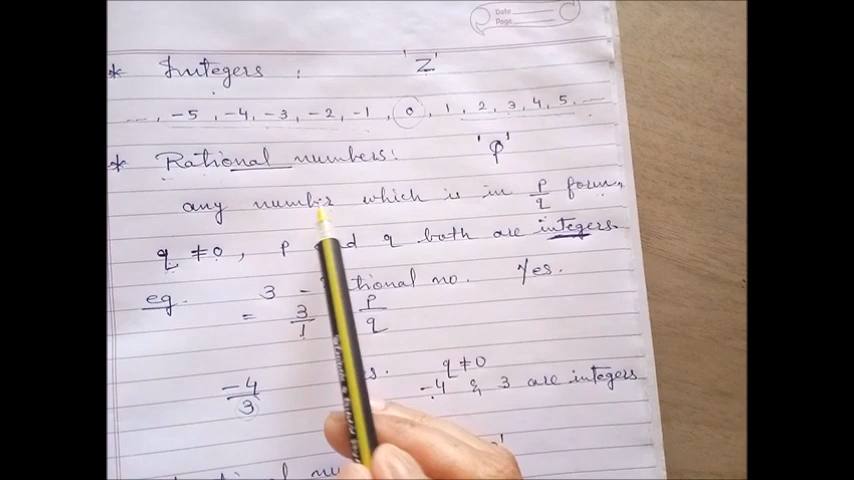 Date
Page
* Integers : 'Z'
..., -5, -4, -3, -2, -1, 0, 1, 2, 3, 4, 5, ...
* Rational numbers: 'φ'
any number which is in p/q form,
q ≠ 0, p and q both are integers
eg. 3 - rational no. Yes.
= 3/1 p/q
q ≠ 0
-4/3 -4 & 3 are integers